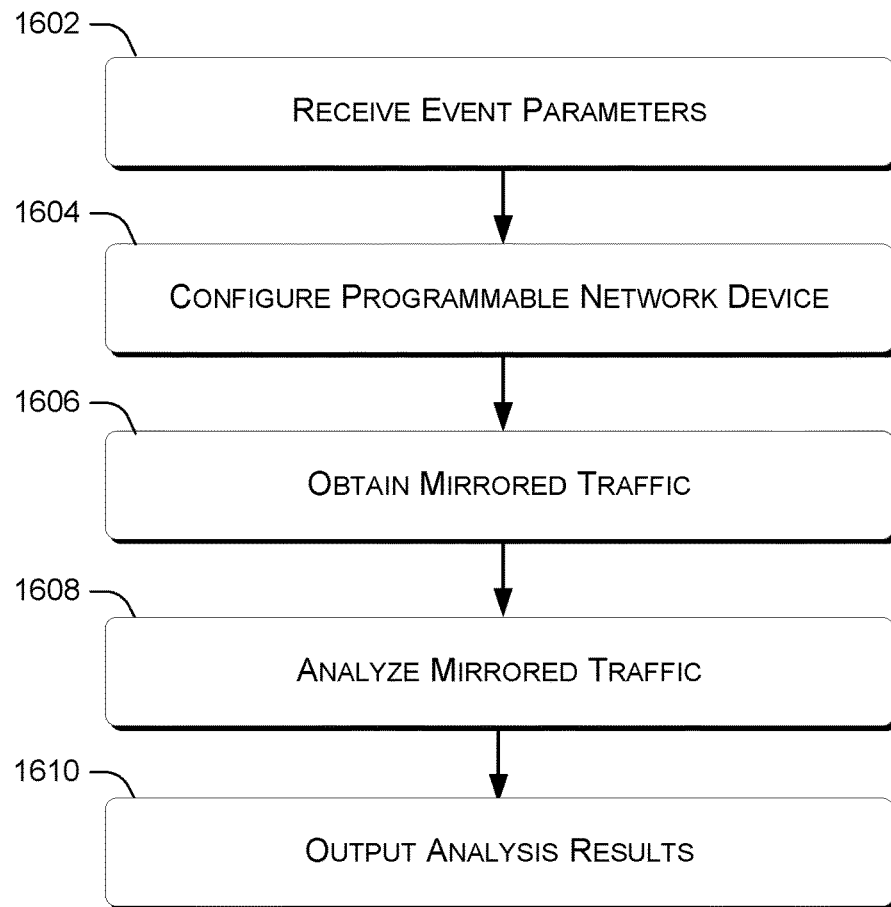 1602
RECEIVE EVENT PARAMETERS
1604
CONFIGURE PROGRAMMABLE NETWORK DEVICE
1606
OBTAIN MIRRORED TRAFFIC
1608
ANALYZE MIRRORED TRAFFIC
1610
OUTPUT ANALYSIS RESULTS